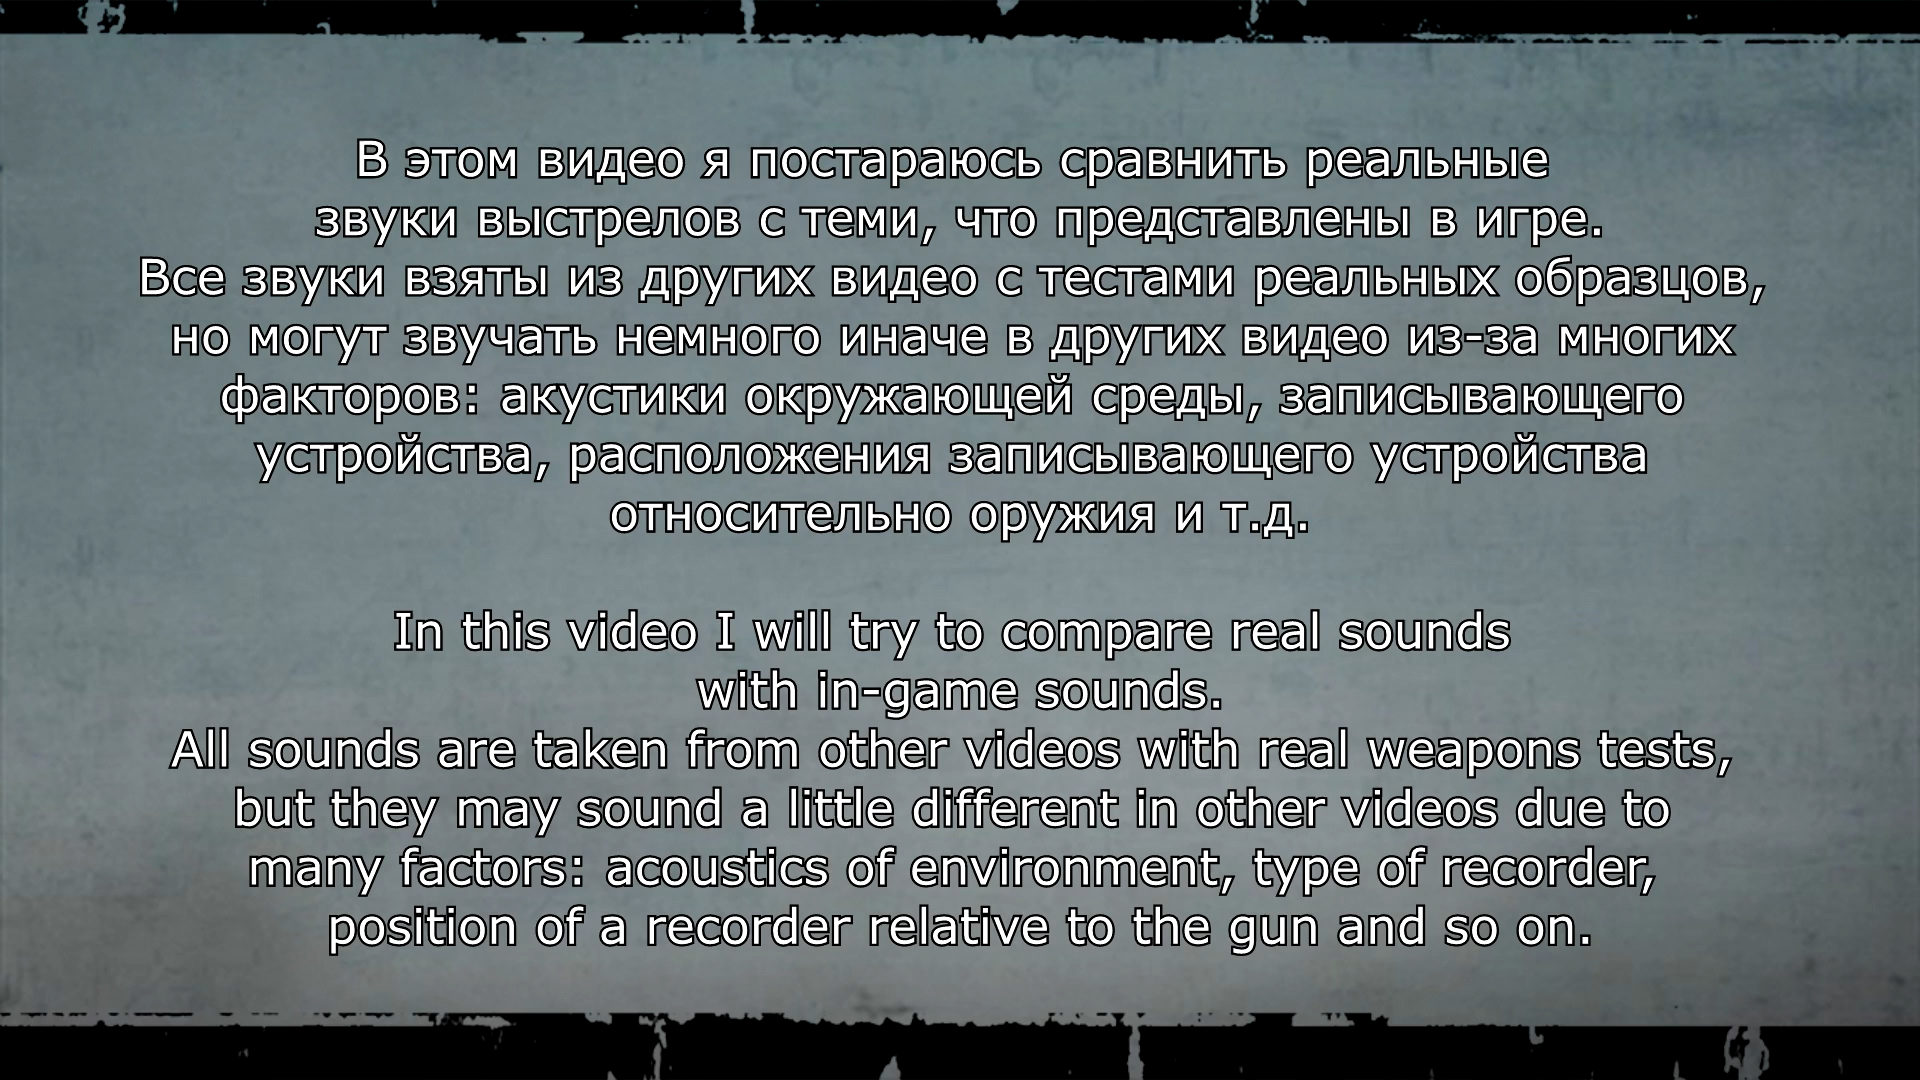 В этом видео я постараюсь сравнить реальные
звуки выстрелов с теми, что представлены в игре.
Все звуки взяты из других видео с тестами реальных образцов,
но могут звучать немного иначе в других видео из-за многих
факторов: акустики окружающей среды, записывающего
устройства, расположения записывающего устройства
относительно оружия и т.д.
In this video I will try to compare real sounds
with in-game sounds.
All sounds are taken from other videos with real weapons tests,
but they may sound a little different in other videos due to
many factors: acoustics of environment, type of recorder,
position of a recorder relative to the gun and so on.